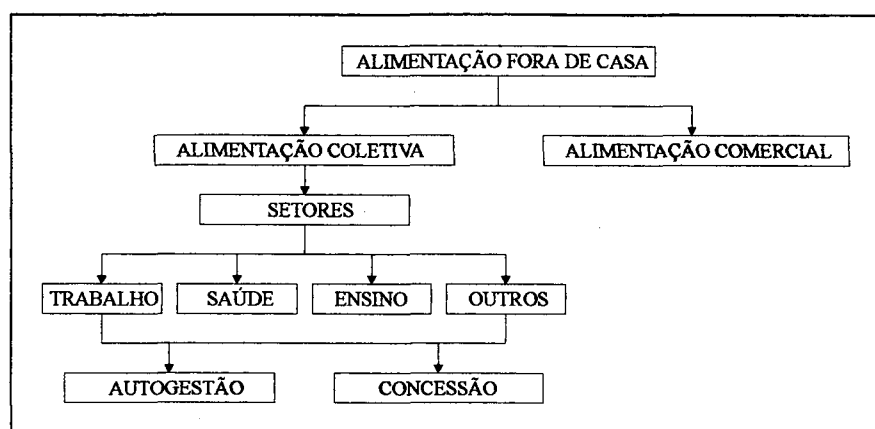 ALIMENTAÇÃO FORA DE CASA
ALIMENTAÇÃO COLETIVA
ALIMENTAÇÃO COMERCIAL
SETORES
TRABALHO
SAÚDE
ENSINO
OUTROS
AUTOGESTÃO
CONCESSÃO